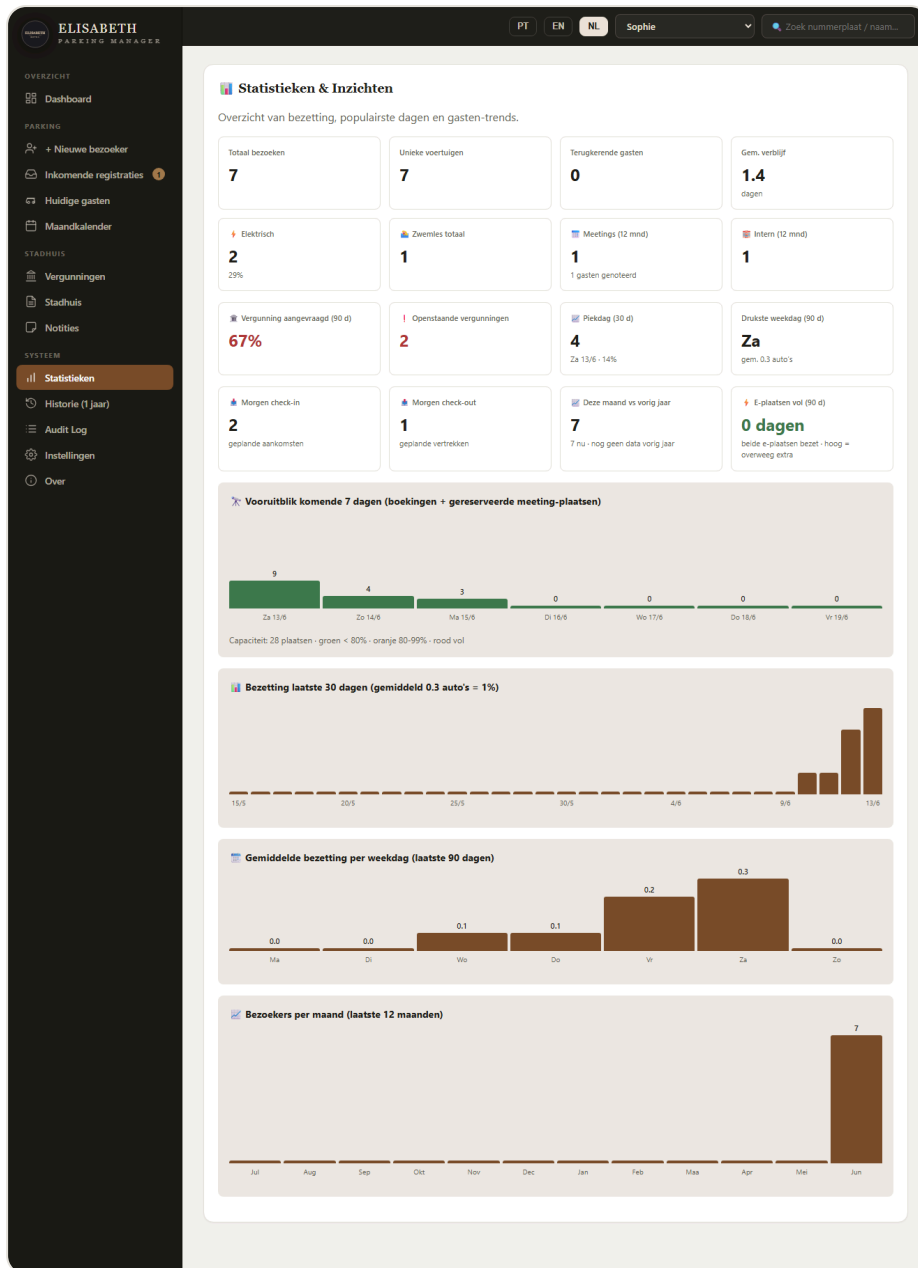 ELISABETH
ELISABETH
PARKING MANAGER
PT
EN
NL
Sophie
Zoek nummerplaat / naam...
OVERZICHT
Dashboard
PARKING
+ Nieuwe bezoeker
Inkomende registraties 1
Huidige gasten
Maandkalender
STADHUIS
Vergunningen
Stadhuis
Notities
SYSTEEM
Statistieken
Historie (1 jaar)
Audit Log
Instellingen
Over
Statistieken & Inzichten
Overzicht van bezetting, populairste dagen en gasten-trends.
Totaal bezoeken
7
Unieke voertuigen
7
Terugkerende gasten
0
Gem. verblijf
1.4
dagen
Elektrisch
2
29%
Zwemles totaal
1
Meetings (12 mnd)
1
1 gasten genoteerd
Intern (12 mnd)
1
Vergunning aangevraagd (90 d)
67%
Openstaande vergunningen
2
Piekdag (30 d)
4
Za 13/6 · 14%
Drukste weekdag (90 d)
Za
gem. 0.3 auto's
Morgen check-in
2
geplande aankomsten
Morgen check-out
1
geplande vertrekken
Deze maand vs vorig jaar
7
7 nu · nog geen data vorig jaar
E-plaatsen vol (90 d)
0 dagen
beide e-plaatsen bezet · hoog =
overweeg extra
Vooruitblik komende 7 dagen (boekingen + gereserveerde meeting-plaatsen)
9 4 3 0 0 0 0
Za 13/6 Zo 14/6 Ma 15/6 Di 16/6 Wo 17/6 Do 18/6 Vr 19/6
Capaciteit: 28 plaatsen · groen < 80% · oranje 80-99% · rood vol
Bezetting laatste 30 dagen (gemiddeld 0.3 auto's = 1%)
15/5 20/5 25/5 30/5 4/6 9/6 13/6
Gemiddelde bezetting per weekdag (laatste 90 dagen)
0.0 0.0 0.1 0.1 0.2 0.3 0.0
Ma Di Wo Do Vr Za Zo
Bezoekers per maand (laatste 12 maanden)
7
Jul Aug Sep Okt Nov Dec Jan Feb Maa Apr Mei Jun